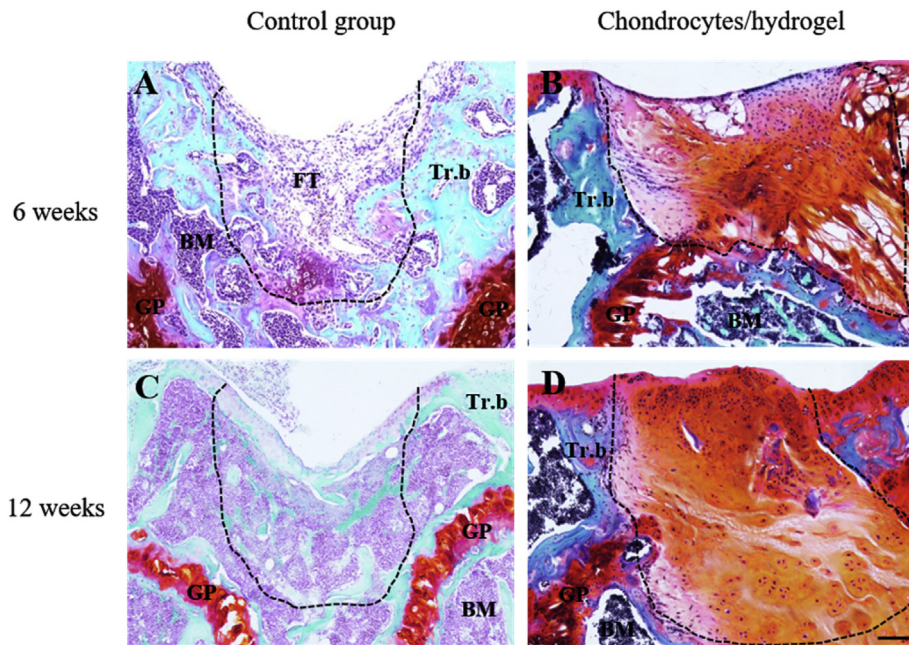 Control group
Chondrocytes/hydrogel
6 weeks
A
FT
Tr.b
BM
GP
GP
B
Tr.b
GP
BM
12 weeks
C
Tr.b
GP
GP
BM
D
Tr.b
GP
BM